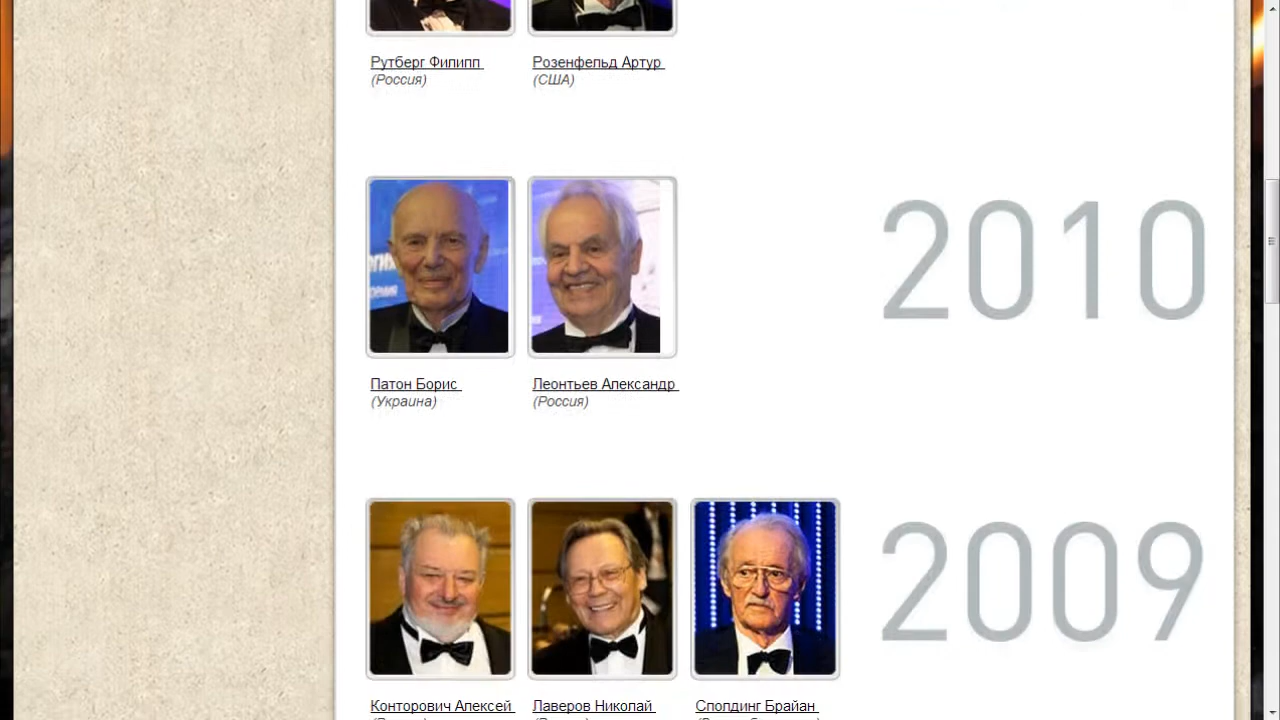 Рутберг Филипп
(Россия)
Розенфельд Артур
(США)
2010
Патон Борис
(Украина)
Леонтьев Александр
(Россия)
2009
Конторович Алексей
Лаверов Николай
Сполдинг Брайан